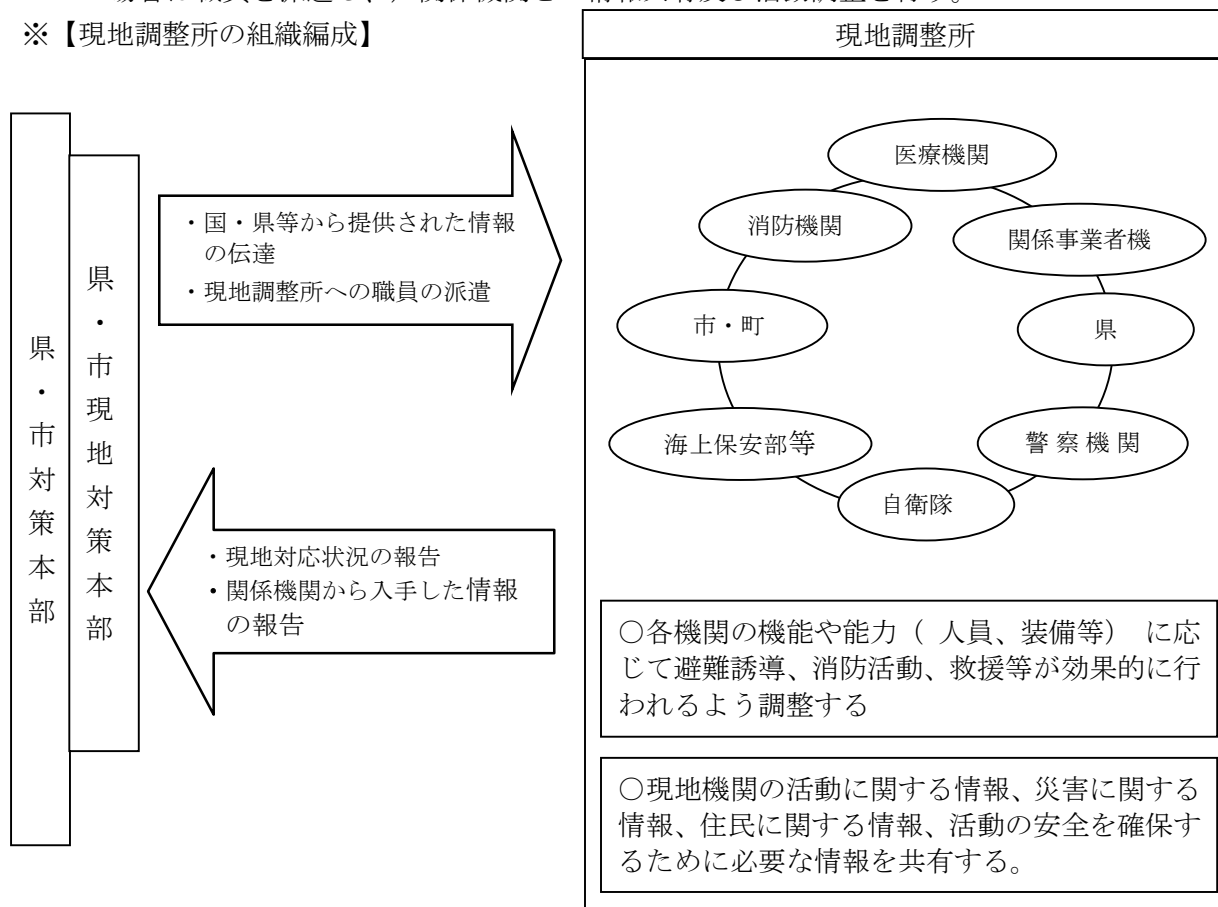 ※【現地調整所の組織編成】
現地調整所
県・市対策本部
県・市現地対策本部
・国・県等から提供された情報
の伝達
・現地調整所への職員の派遣
・現地対応状況の報告
・関係機関から入手した情報
の報告
医療機関
消防機関
関係事業者機
市・町
県
海上保安部等
警察機関
自衛隊
○各機関の機能や能力（ 人員、装備等） に応
じて避難誘導、消防活動、救援等が効果的に行
われるよう調整する
○現地機関の活動に関する情報、災害に関する
情報、住民に関する情報、活動の安全を確保す
るために必要な情報を共有する。